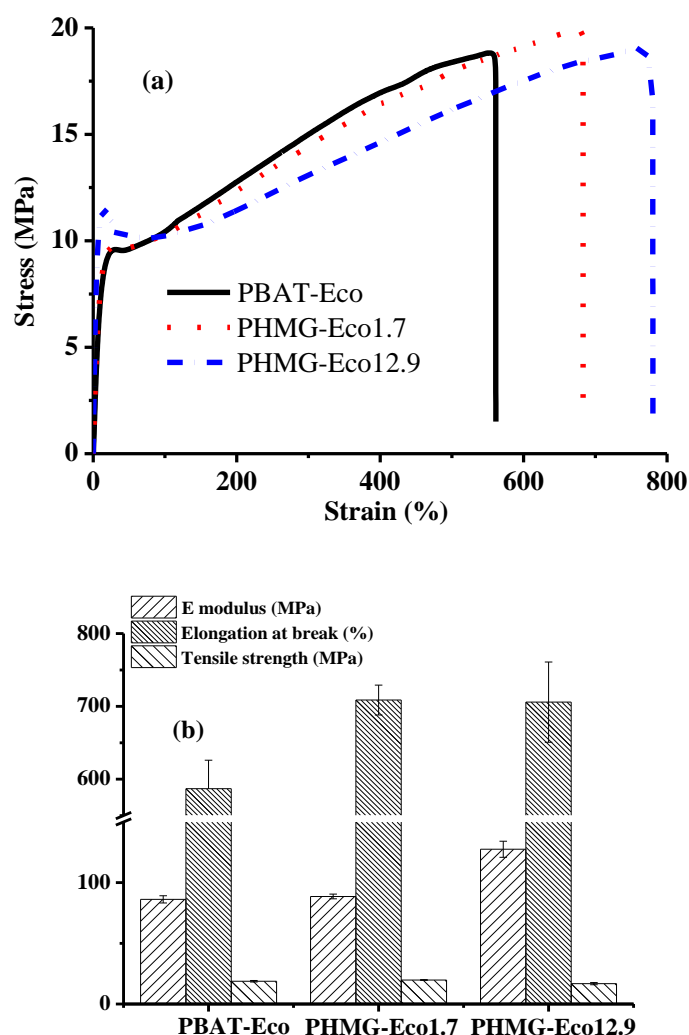 20
(a)
15
Stress (MPa)
10
PBAT-Eco
PHMG-Eco1.7
5
PHMG-Eco12.9
0
0 200 400 600 800
Strain (%)
E modulus (MPa)
800
Elongation at break (%)
Tensile strength (MPa)
700
(b)
600
100
0
PBAT-Eco PHMG-Eco1.7 PHMG-Eco12.9